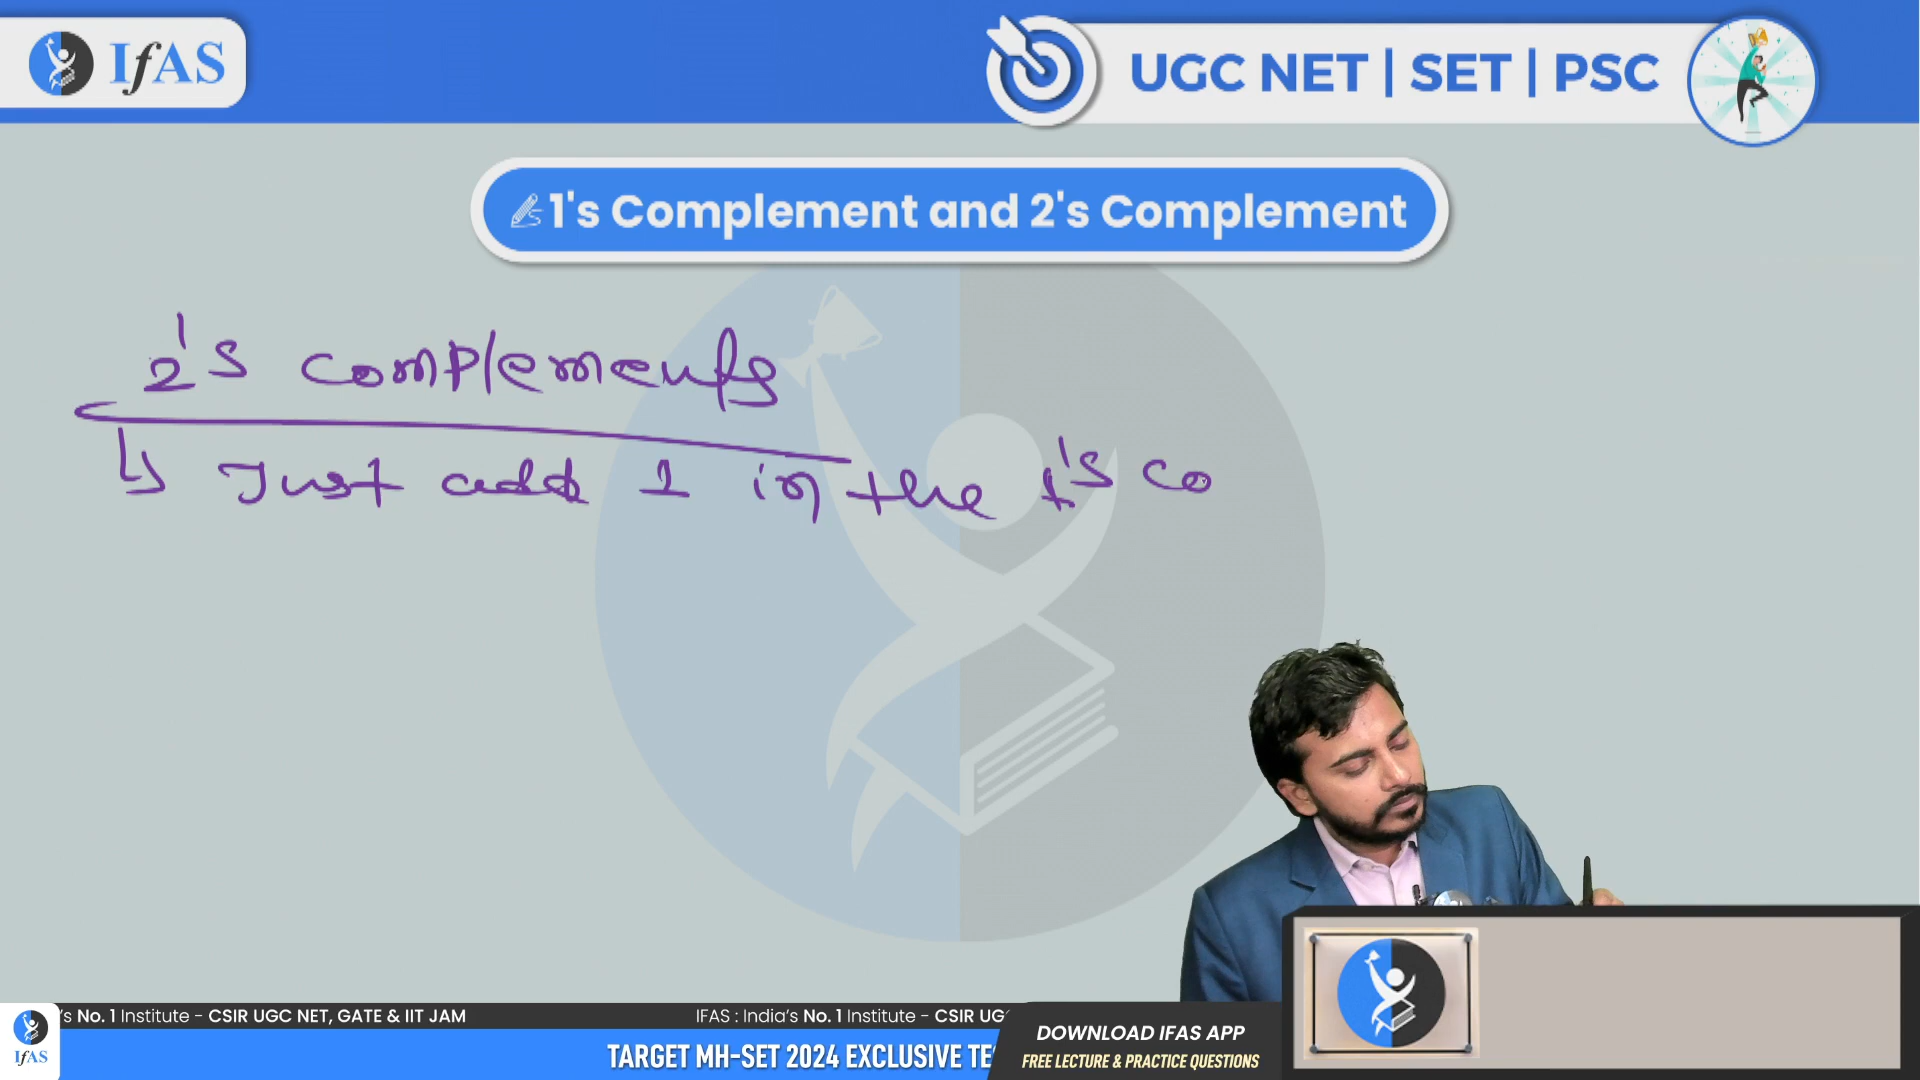 IfAS
UGC NET | SET | PSC
1's Complement and 2's Complement
2's complements
↳ Just add 1 in the 1's co
's No. 1 Institute - CSIR UGC NET, GATE & IIT JAM
IFAS : India's No. 1 Institute - CSIR UG
DOWNLOAD IFAS APP
IfAS
TARGET MH-SET 2024 EXCLUSIVE TE
FREE LECTURE & PRACTICE QUESTIONS